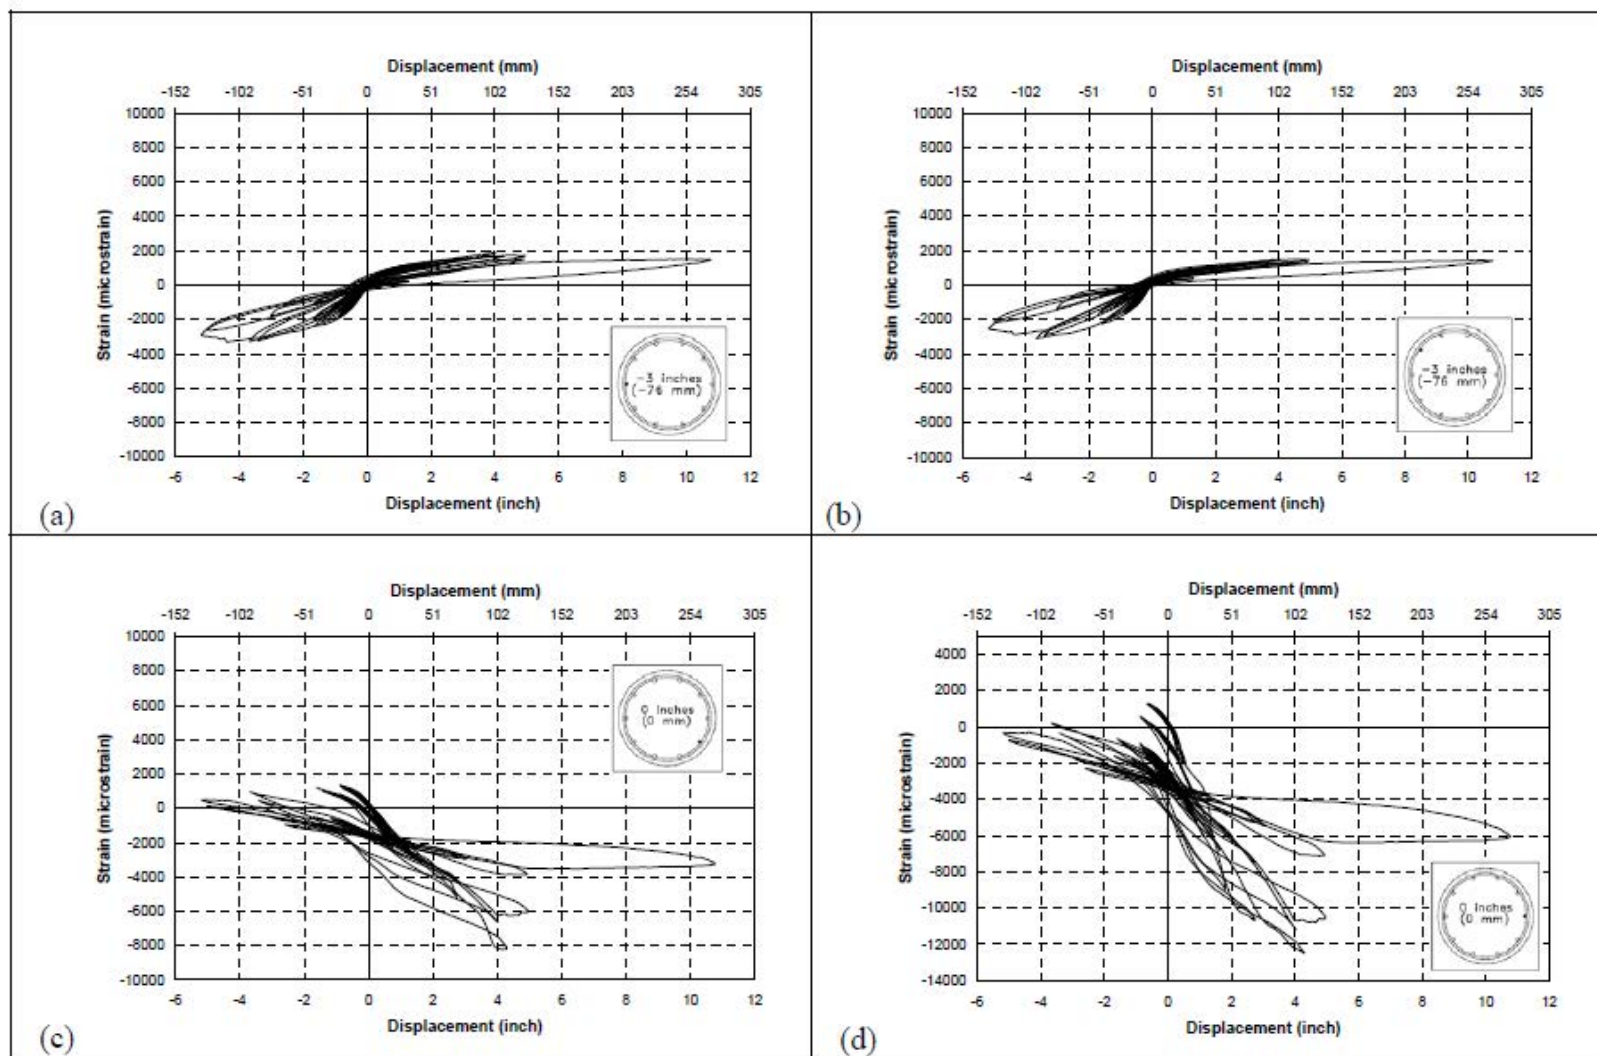 Displacement (mm)
-152 -102 -51 0 51 102 152 203 254 305
10000
8000
6000
4000
2000
0
-2000
-4000
-6000
-8000
-10000
Strain (microstrain)
-3 inches
(-76 mm)
-6 -4 -2 0 2 4 6 8 10 12
Displacement (inch)
(a)
Displacement (mm)
-152 -102 -51 0 51 102 152 203 254 305
10000
8000
6000
4000
2000
0
-2000
-4000
-6000
-8000
-10000
Strain (microstrain)
-3 inches
(-76 mm)
-6 -4 -2 0 2 4 6 8 10 12
Displacement (inch)
(b)
Displacement (mm)
-152 -102 -51 0 51 102 152 203 254 305
10000
8000
6000
4000
2000
0
-2000
-4000
-6000
-8000
-10000
Strain (microstrain)
0 inches
(0 mm)
-6 -4 -2 0 2 4 6 8 10 12
Displacement (inch)
(c)
Displacement (mm)
-152 -102 -51 0 51 102 152 203 254 305
4000
2000
0
-2000
-4000
-6000
-8000
-10000
-12000
-14000
Strain (microstrain)
0 inches
(0 mm)
-6 -4 -2 0 2 4 6 8 10 12
Displacement (inch)
(d)